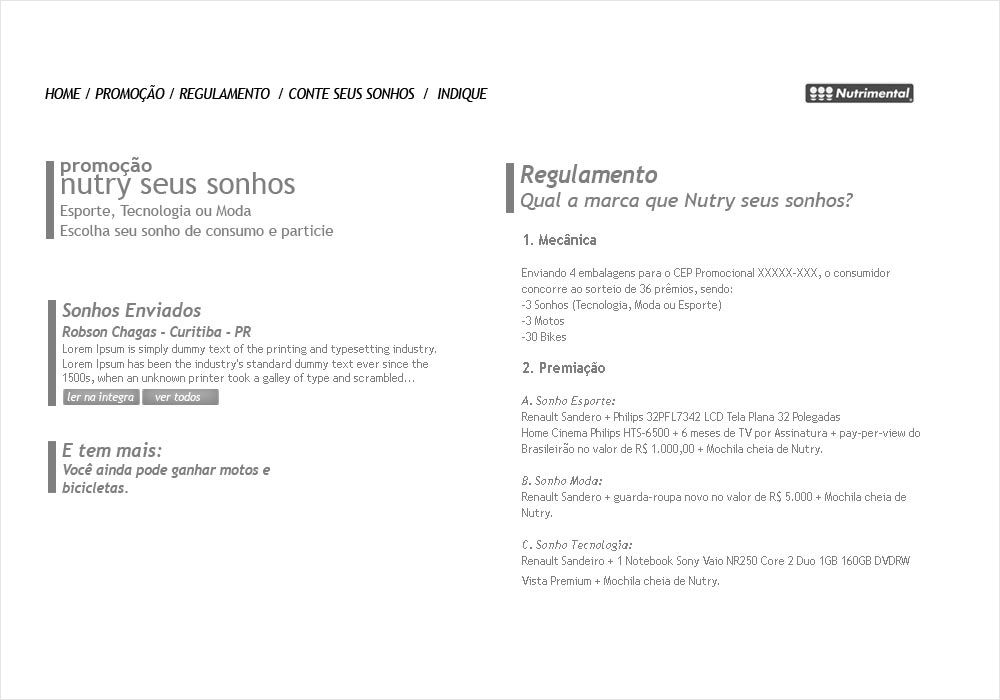 HOME / PROMOÇÃO / REGULAMENTO / CONTE SEUS SONHOS / INDIQUE
Nutrimental
promoção
nutry seus sonhos
Esporte, Tecnologia ou Moda
Escolha seu sonho de consumo e particie
Sonhos Enviados
Robson Chagas - Curitiba - PR
Lorem Ipsum is simply dummy text of the printing and typesetting industry.
Lorem Ipsum has been the industry's standard dummy text ever since the
1500s, when an unknown printer took a galley of type and scrambled...
ler na integra ver todos
E tem mais:
Você ainda pode ganhar motos e
bicicletas.
Regulamento
Qual a marca que Nutry seus sonhos?
1. Mecânica
Enviando 4 embalagens para o CEP Promocional XXXXX-XXX, o consumidor
concorre ao sorteio de 36 prêmios, sendo:
-3 Sonhos (Tecnologia, Moda ou Esporte)
-3 Motos
-30 Bikes
2. Premiação
A. Sonho Esporte:
Renault Sandero + Philips 32PFL7342 LCD Tela Plana 32 Polegadas
Home Cinema Philips HTS-6500 + 6 meses de TV por Assinatura + pay-per-view do
Brasileirão no valor de R$ 1.000,00 + Mochila cheia de Nutry.
B. Sonho Moda:
Renault Sandero + guarda-roupa novo no valor de R$ 5.000 + Mochila cheia de
Nutry.
C. Sonho Tecnologia:
Renault Sandeiro + 1 Notebook Sony Vaio NR250 Core 2 Duo 1GB 160GB DVDRW
Vista Premium + Mochila cheia de Nutry.